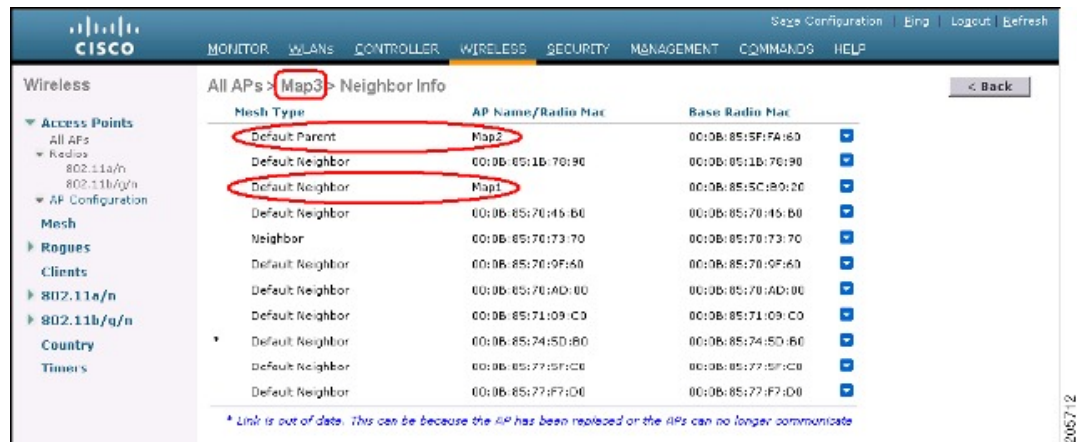 Save Configuration | Ping | Logout | Refresh
CISCO
MONITOR WLANs CONTROLLER WIRELESS SECURITY MANAGEMENT COMMANDS HELP
Wireless
Access Points
All APs
Radios
802.11a/n
802.11b/g/n
AP Configuration
Mesh
Rogues
Clients
802.11a/n
802.11b/g/n
Country
Timers
All APs > Map3 > Neighbor Info
< Back
Mesh Type AP Name/Radio Mac Base Radio Mac
Default Parent Map2 00:0B:85:5F:FA:60
Default Neighbor 00:0B:85:1B:78:90 00:0B:85:1B:78:90
Default Neighbor Map1 00:0B:85:5C:B9:20
Default Neighbor 00:0B:85:70:46:B0 00:0B:85:70:46:B0
Neighbor 00:0B:85:70:73:70 00:0B:85:70:73:70
Default Neighbor 00:0B:85:70:9F:60 00:0B:85:70:9F:60
Default Neighbor 00:0B:85:70:AD:00 00:0B:85:70:AD:00
Default Neighbor 00:0B:85:71:09:C0 00:0B:85:71:09:C0
* Default Neighbor 00:0B:85:74:5D:B0 00:0B:85:74:5D:B0
Default Neighbor 00:0B:85:77:5F:C0 00:0B:85:77:5F:C0
Default Neighbor 00:0B:85:77:F7:D0 00:0B:85:77:F7:D0
* Link is out of date. This can be because the AP has been replaced or the APs can no longer communicate
205712